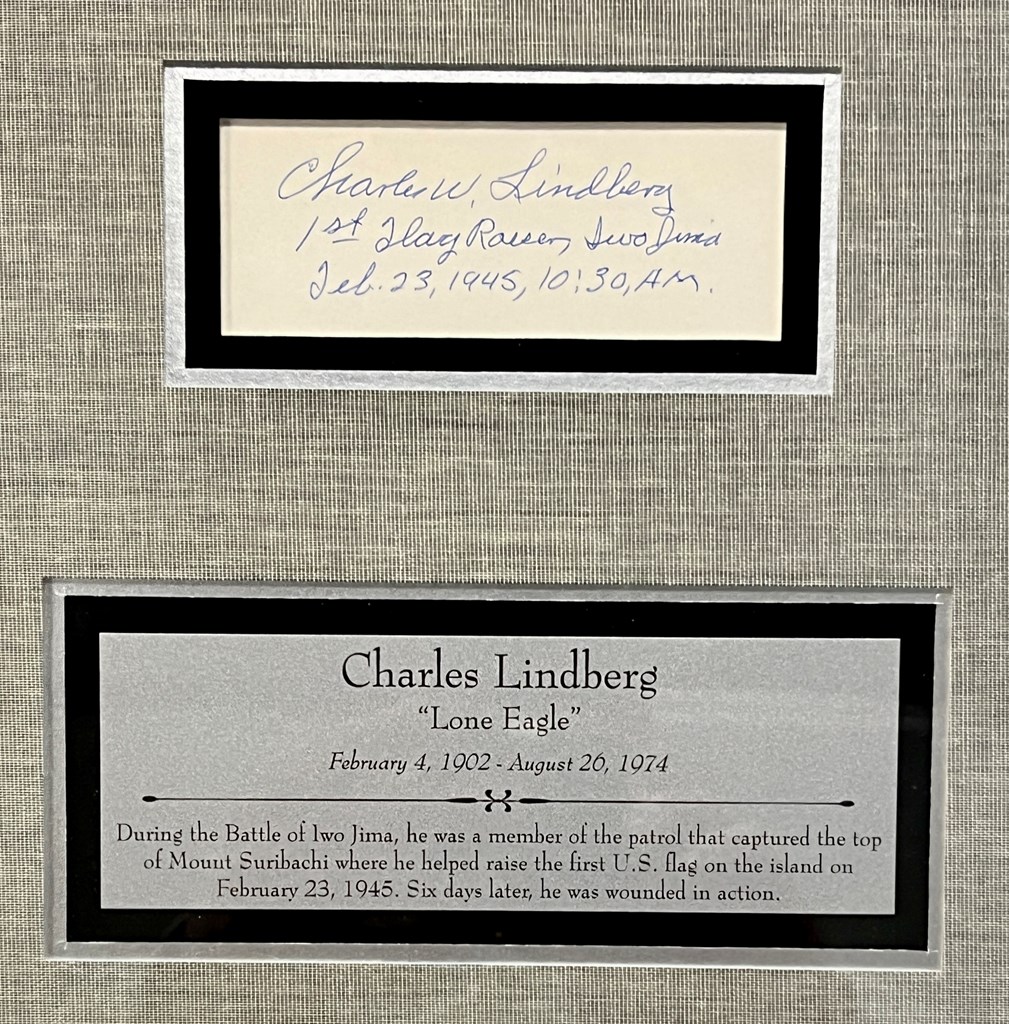 Charles W. Lindberg
1st Flag Raiser, Iwo Jima
Feb. 23, 1945, 10:30, AM.
Charles Lindberg
“Lone Eagle”
February 4, 1902 - August 26, 1974
During the Battle of Iwo Jima, he was a member of the patrol that captured the top
of Mount Suribachi where he helped raise the first U.S. flag on the island on
February 23, 1945. Six days later, he was wounded in action.